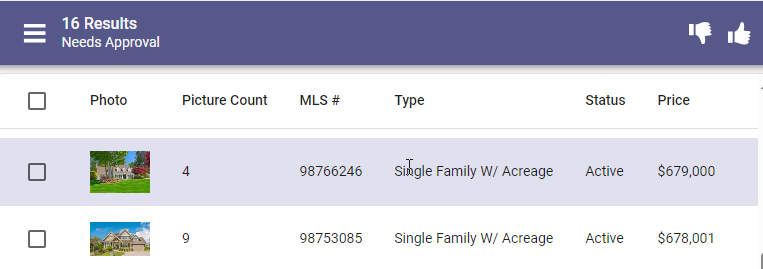 16 Results
Needs Approval
Photo Picture Count MLS # Type Status Price
4 98766246 Single Family W/ Acreage Active $679,000
9 98753085 Single Family W/ Acreage Active $678,001